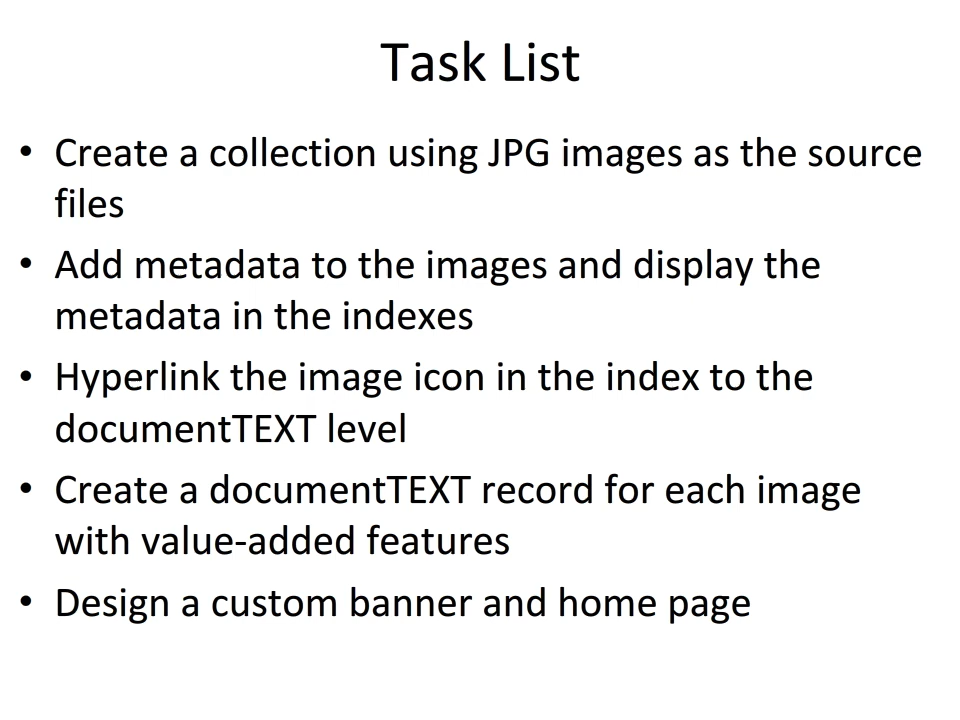 Task List
• Create a collection using JPG images as the source
files
• Add metadata to the images and display the
metadata in the indexes
• Hyperlink the image icon in the index to the
documentTEXT level
• Create a documentTEXT record for each image
with value-added features
• Design a custom banner and home page